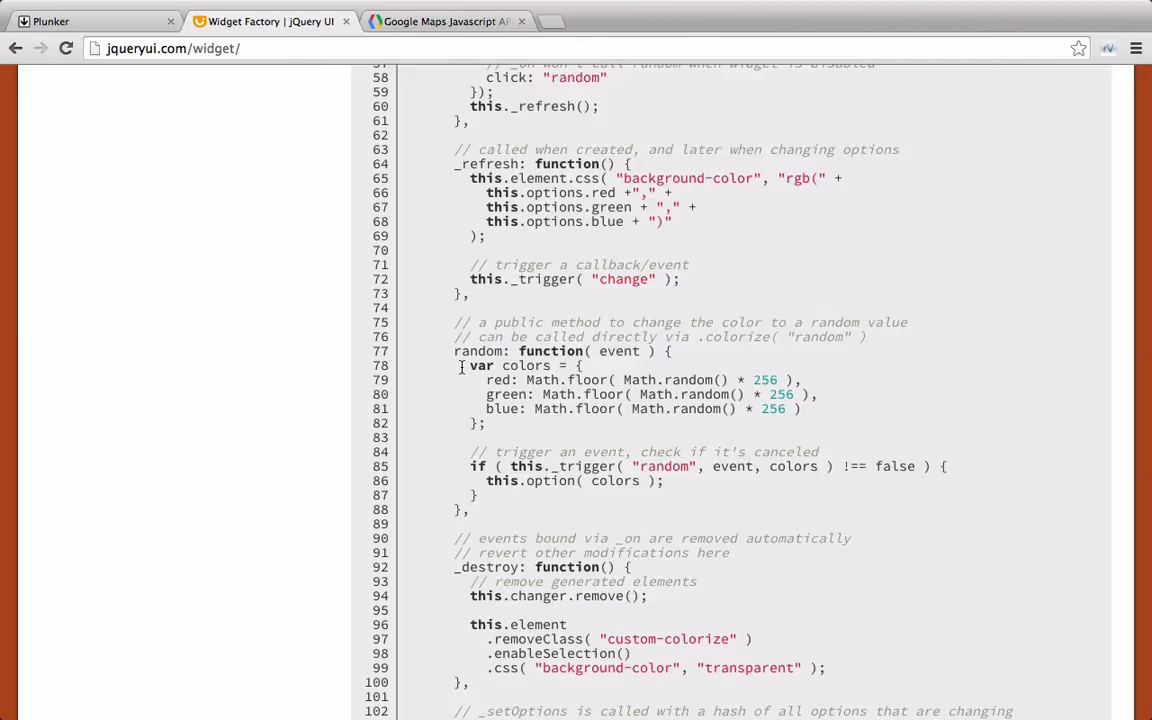 Plunker
Widget Factory | jQuery UI
Google Maps Javascript AP
jqueryui.com/widget/
57 // _on won't call random when widget is disabled
58 click: "random"
59 });
60 this._refresh();
61 },
62
63 // called when created, and later when changing options
64 _refresh: function() {
65 this.element.css( "background-color", "rgb(" +
66 this.options.red +"," +
67 this.options.green + "," +
68 this.options.blue + ")"
69 );
70
71 // trigger a callback/event
72 this._trigger( "change" );
73 },
74
75 // a public method to change the color to a random value
76 // can be called directly via .colorize( "random" )
77 random: function( event ) {
78 var colors = {
79 red: Math.floor( Math.random() * 256 ),
80 green: Math.floor( Math.random() * 256 ),
81 blue: Math.floor( Math.random() * 256 )
82 };
83
84 // trigger an event, check if it's canceled
85 if ( this._trigger( "random", event, colors ) !== false ) {
86 this.option( colors );
87 }
88 },
89
90 // events bound via _on are removed automatically
91 // revert other modifications here
92 _destroy: function() {
93 // remove generated elements
94 this.changer.remove();
95
96 this.element
97 .removeClass( "custom-colorize" )
98 .enableSelection()
99 .css( "background-color", "transparent" );
100 },
101
102 // _setOptions is called with a hash of all options that are changing